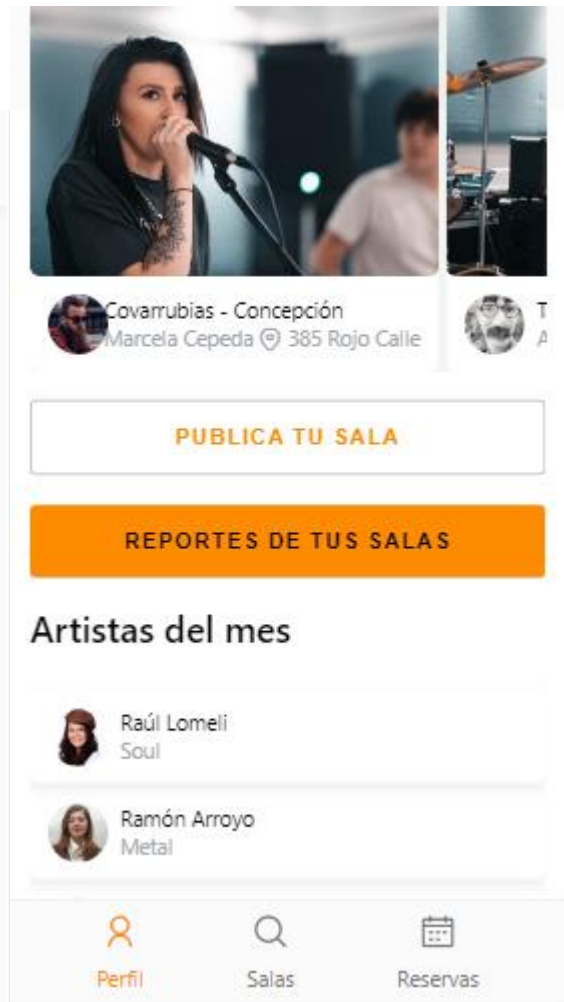 Covarrubias - Concepción
Marcela Cepeda 385 Rojo Calle
T
A
PUBLICA TU SALA
REPORTES DE TUS SALAS
Artistas del mes
Raúl Lomeli
Soul
Ramón Arroyo
Metal
Perfil
Salas
Reservas